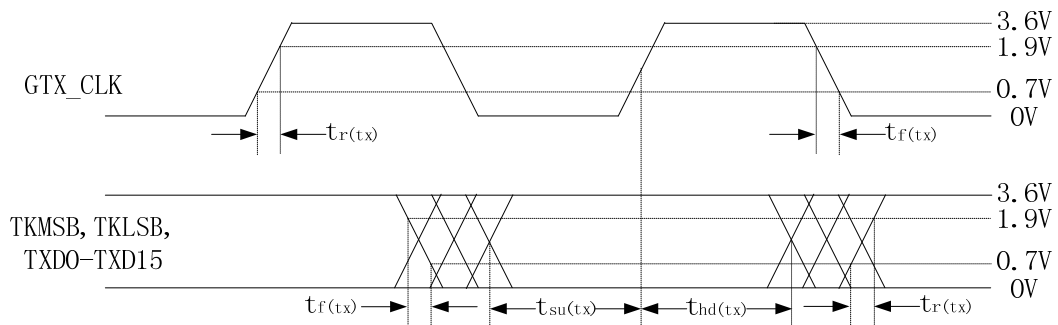 3.6V
1.9V
GTX_CLK
0.7V
0V
tr(tx)
tf(tx)
3.6V
TKMSB, TKLSB,
1.9V
TXD0-TXD15
0.7V
0V
tf(tx)
tsu(tx)
thd(tx)
tr(tx)